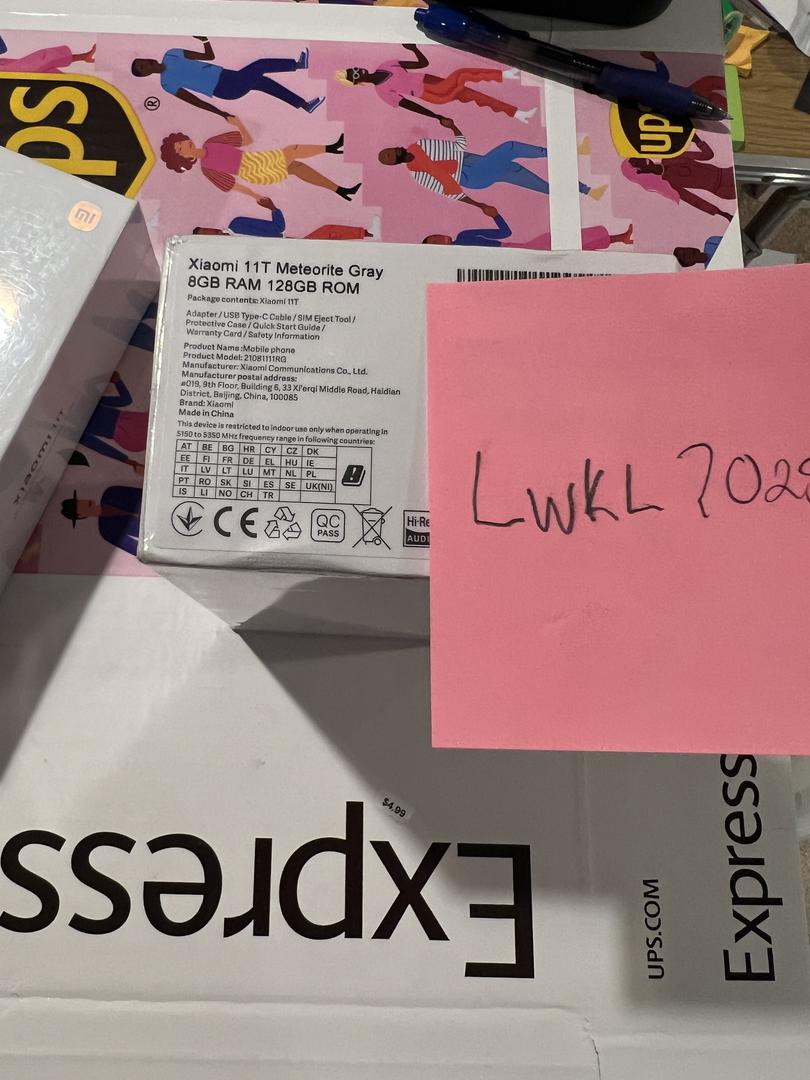 ups
®
ups
Xiaomi 11T Meteorite Gray
8GB RAM 128GB ROM
Package contents: Xiaomi 11T
Adapter / USB Type-C Cable / SIM Eject Tool /
Protective Case / Quick Start Guide /
Warranty Card / Safety Information
Product Name :Mobile phone
Product Model: 21081111RG
Manufacturer: Xiaomi Communications Co., Ltd.
Manufacturer postal address:
#019, 9th Floor, Building 6, 33 Xi'erqi Middle Road, Haidian
District, Beijing, China, 100085
Brand: Xiaomi
Made in China
This device is restricted to indoor use only when operating in
5150 to 5350 MHz frequency range in following countries:
AT BE BG HR CY CZ DK
EE FI FR DE EL HU IE
IT LV LT LU MT NL PL
PT RO SK SI ES SE UK(NI)
IS LI NO CH TR
CE
QC
PASS
Hi-Re
AUDI
xiaomi 11T
LWKL
$4.99
Express
UPS.COM
Express